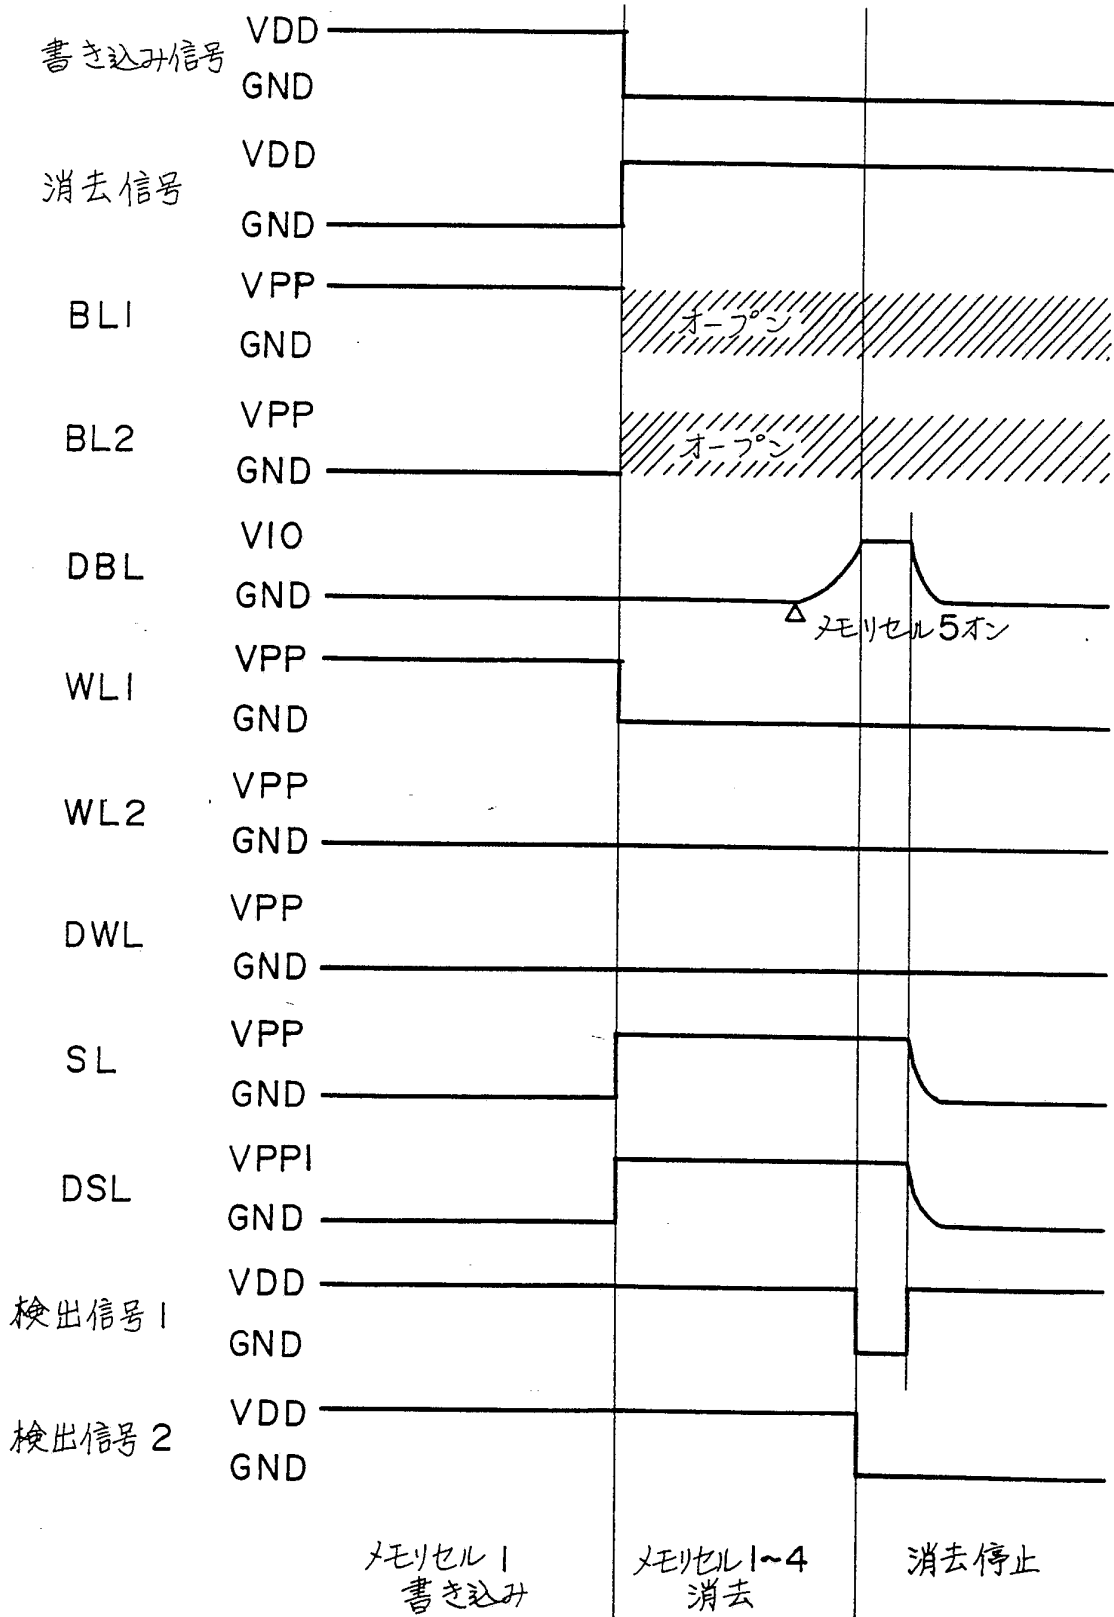 書き込み信号
VDD
GND
消去信号
VDD
GND
BL1
VPP
GND
オープン
BL2
VPP
GND
オープン
DBL
VIO
GND
メモリセル5オン
WL1
VPP
GND
WL2
VPP
GND
DWL
VPP
GND
SL
VPP
GND
DSL
VPP1
GND
検出信号1
VDD
GND
検出信号2
VDD
GND
メモリセル1
書き込み
メモリセル1~4
消去
消去停止